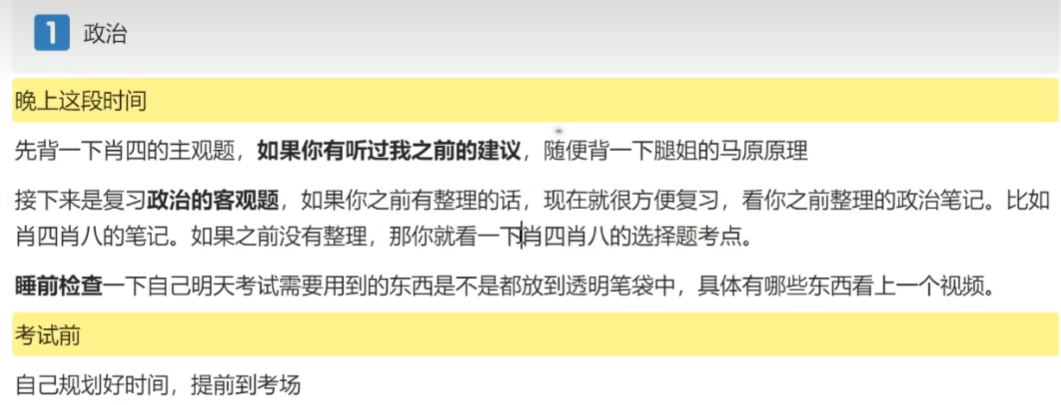 1 政治
晚上这段时间
先背一下肖四的主观题，如果你有听过我之前的建议，随便背一下腿姐的马原原理
接下来是复习政治的客观题，如果你之前有整理的话，现在就很方便复习，看你之前整理的政治笔记。比如
肖四肖八的笔记。如果之前没有整理，那你就看一下肖四肖八的选择题考点。
睡前检查一下自己明天考试需要用到的东西是不是都放到透明笔袋中，具体有哪些东西看上一个视频。
考试前
自己规划好时间，提前到考场